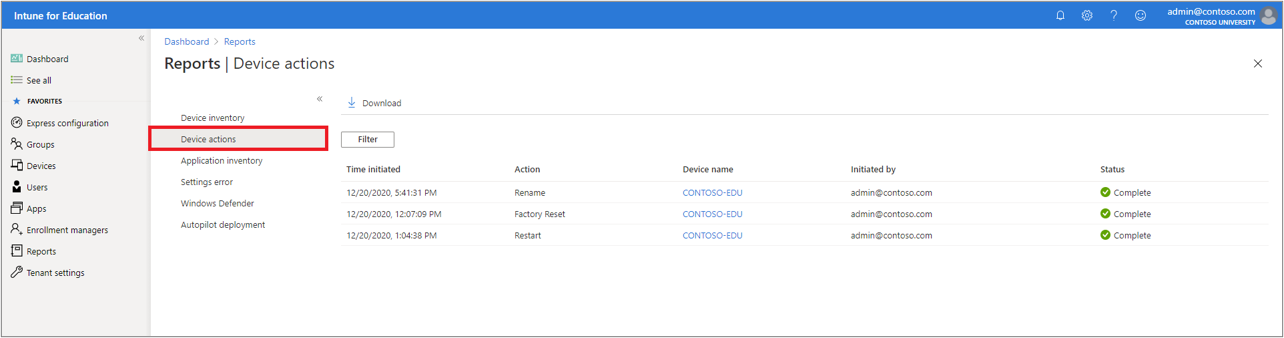 Intune for Education
admin@contoso.com
CONTOSO UNIVERSITY
Dashboard
See all
FAVORITES
Express configuration
Groups
Devices
Users
Apps
Enrollment managers
Reports
Tenant settings
Dashboard > Reports
Reports | Device actions
Device inventory
Device actions
Application inventory
Settings error
Windows Defender
Autopilot deployment
Download
Filter
Time initiated Action Device name Initiated by Status
12/20/2020, 5:41:31 PM Rename CONTOSO-EDU admin@contoso.com Complete
12/20/2020, 12:07:09 PM Factory Reset CONTOSO-EDU admin@contoso.com Complete
12/20/2020, 1:04:38 PM Restart CONTOSO-EDU admin@contoso.com Complete